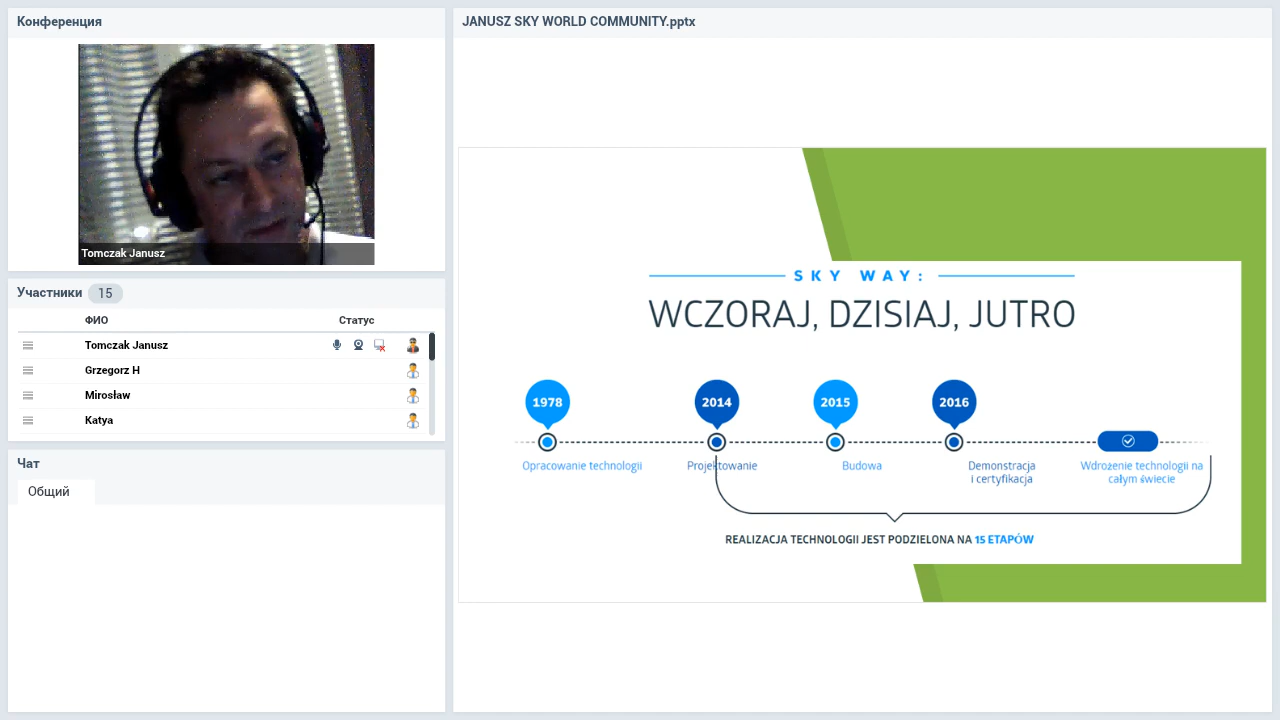 Конференция
Tomczak Janusz
Участники 15
ФИО Статус
Tomczak Janusz
Grzegorz H
Mirosław
Katya
Чат
Общий
JANUSZ SKY WORLD COMMUNITY.pptx
SKY WAY:
WCZORAJ, DZISIAJ, JUTRO
1978 2014 2015 2016
Opracowanie technologii Projektowanie Budowa Demonstracja i certyfikacja Wdrożenie technologii na całym świecie
REALIZACJA TECHNOLOGII JEST PODZIELONA NA 15 ETAPÓW